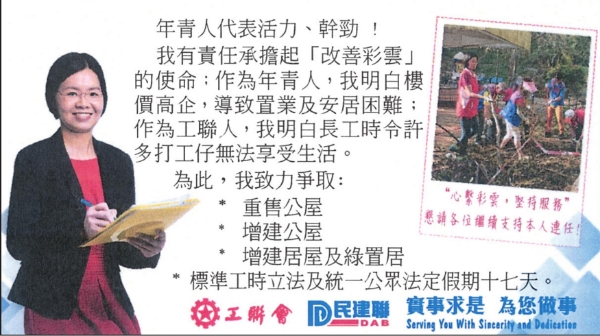 年青人代表活力、幹勁！
我有責任承擔起「改善彩雲」
的使命；作為年青人，我明白樓
價高企，導致置業及安居困難；
作為工聯人，我明白長工時令許
多打工仔無法享受生活。
為此，我致力爭取:
* 重售公屋
* 增建公屋
* 增建居屋及綠置居
* 標準工時立法及統一公眾法定假期十七天。
“心繫彩雲，堅持服務”
懇請各位繼續支持本人連任!
工聯會
民建聯
DAB
實事求是 為您做事
Serving You With Sincerity and Dedication